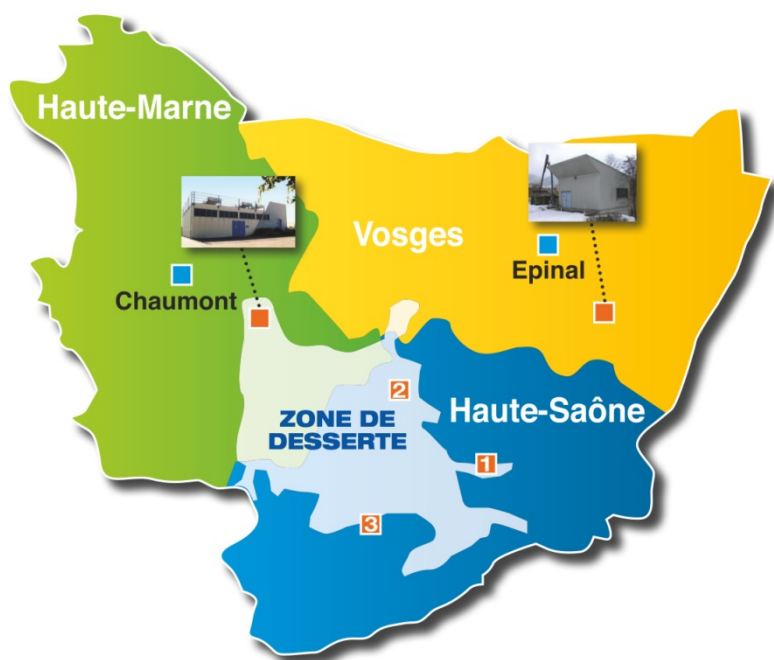 Haute-Marne
Vosges
Epinal
Chaumont
2
Haute-Saône
ZONE DE
DESSERTE
1
3